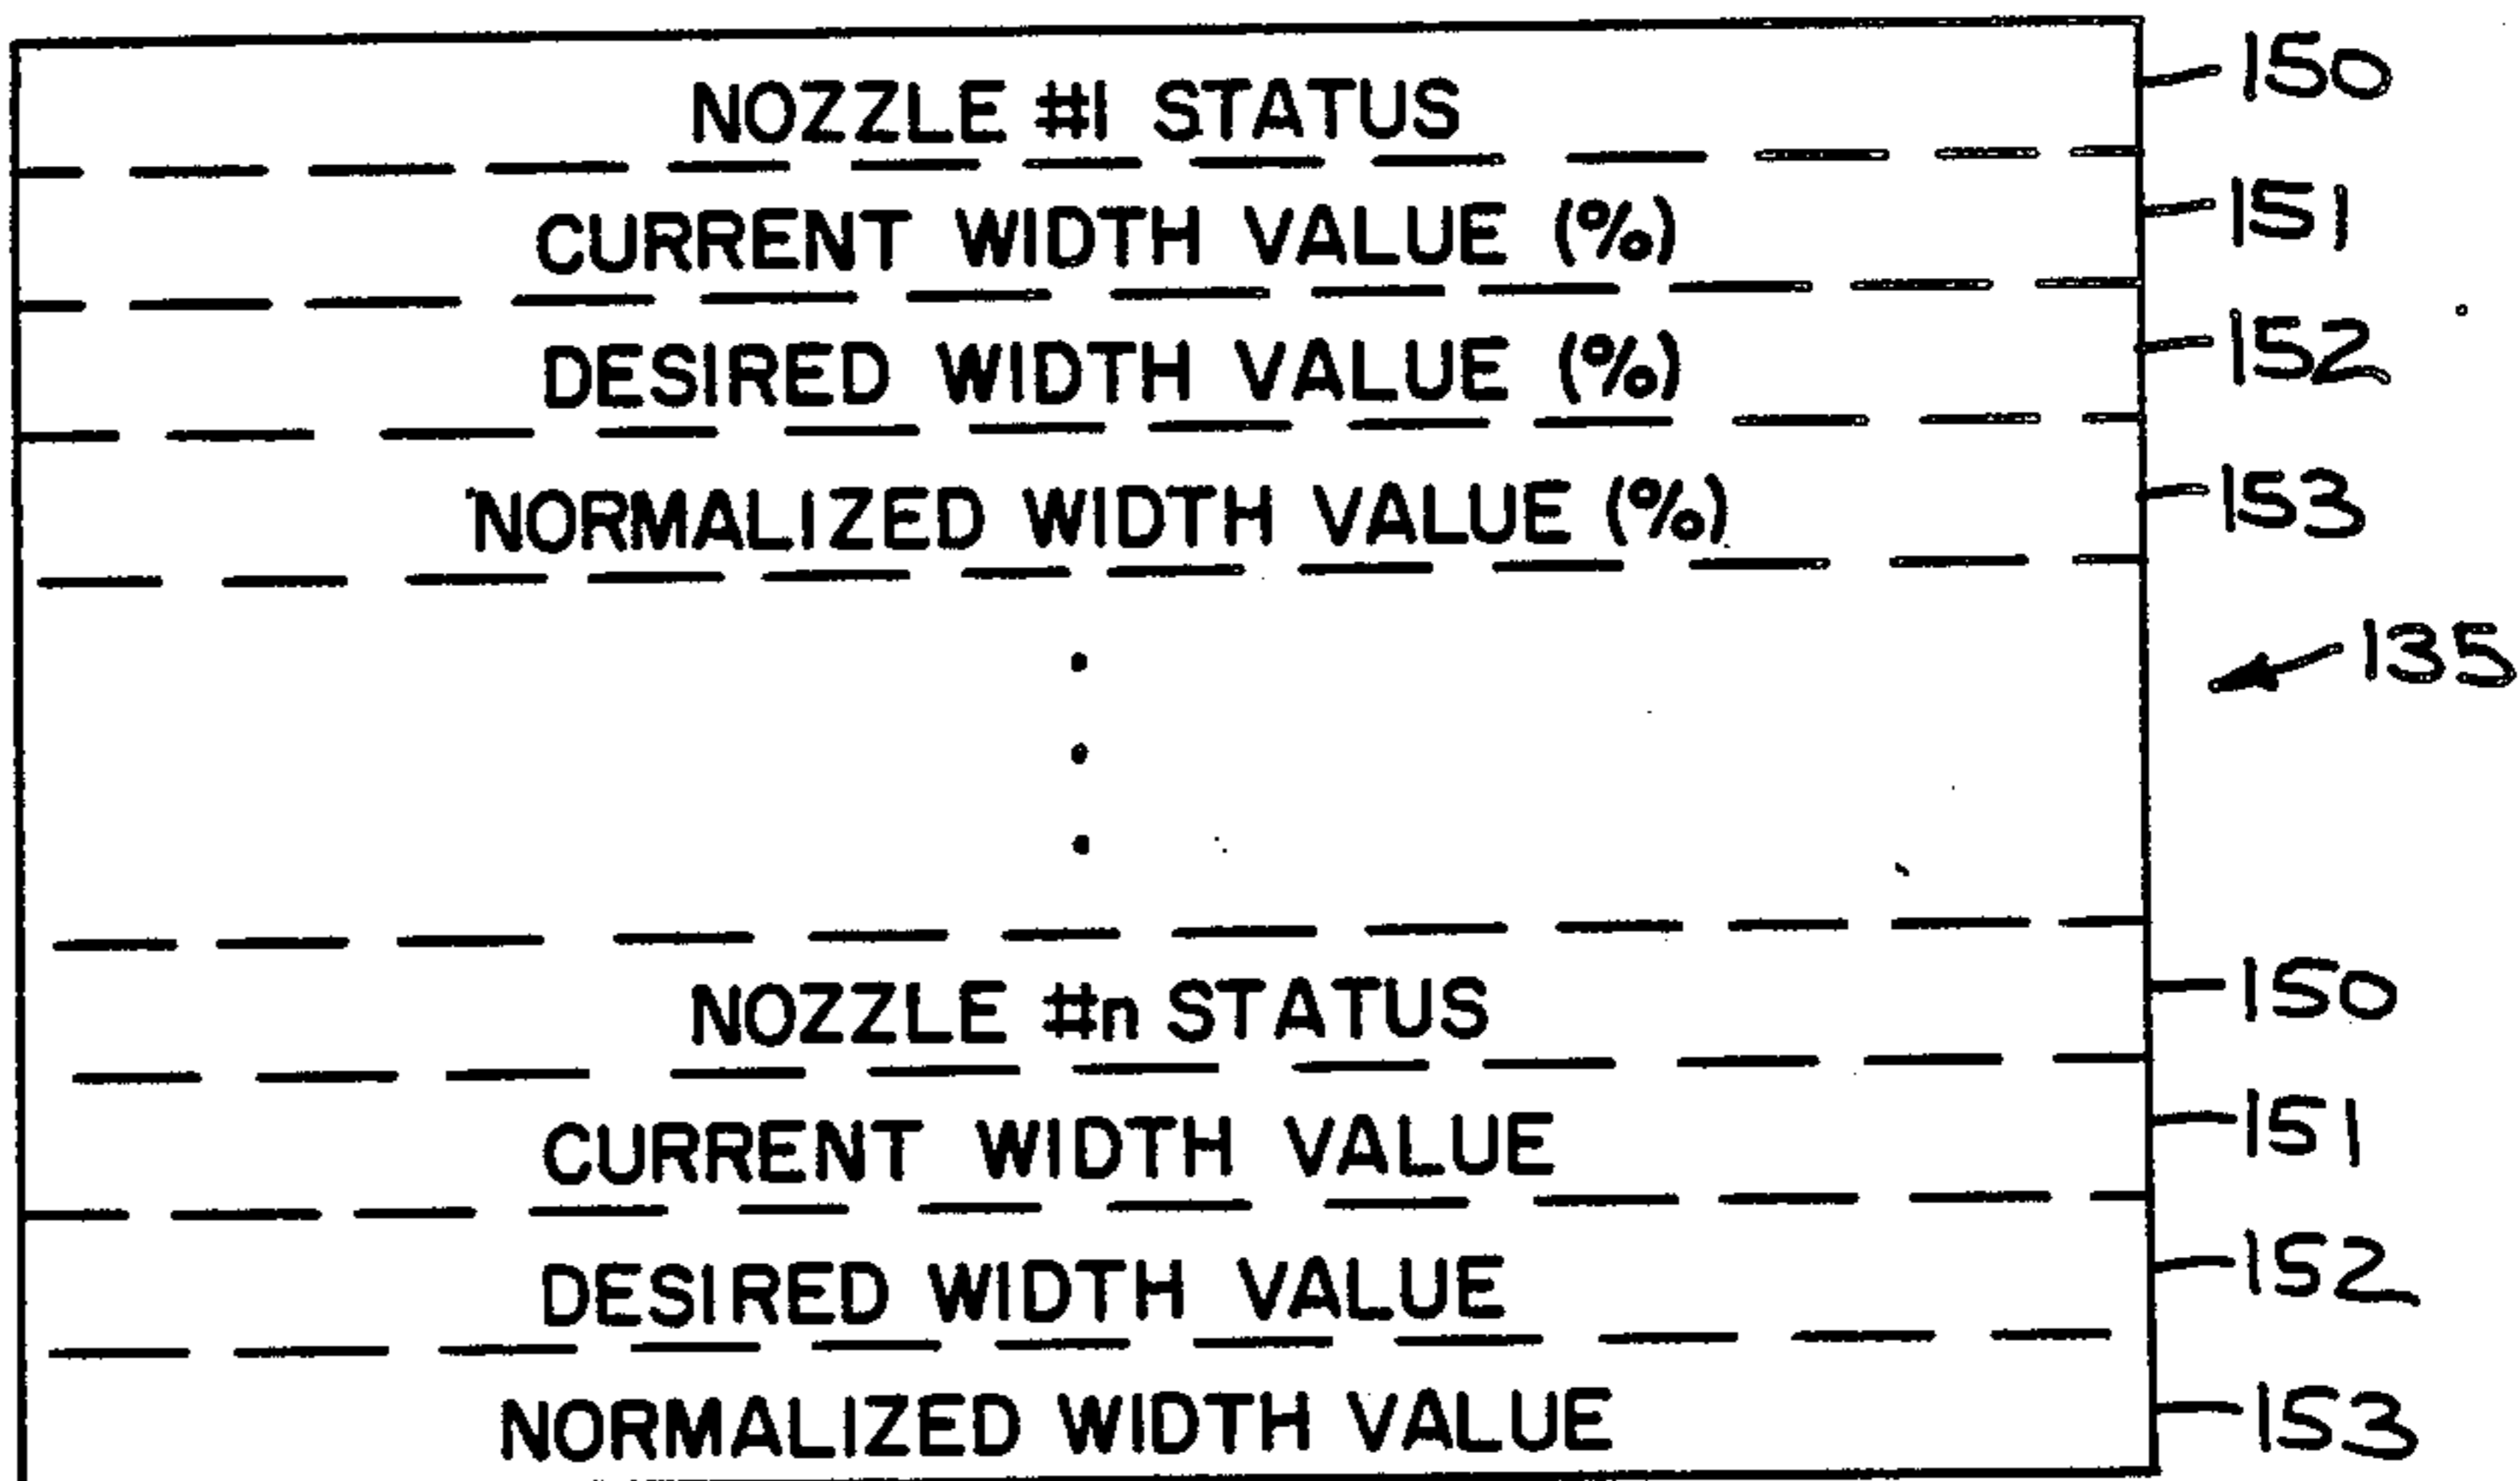 NOZZLE #1 STATUS 150
CURRENT WIDTH VALUE (%) 151
DESIRED WIDTH VALUE (%) 152
NORMALIZED WIDTH VALUE (%) 153
135
NOZZLE #n STATUS 150
CURRENT WIDTH VALUE 151
DESIRED WIDTH VALUE 152
NORMALIZED WIDTH VALUE 153